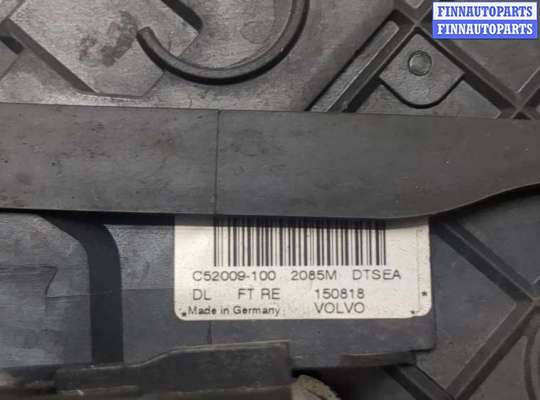 FINNAUTOPARTS
FINNAUTOPARTS
C52009-100 2085M DTSEA
DL FT RE 150818
*Made in Germany VOLVO *